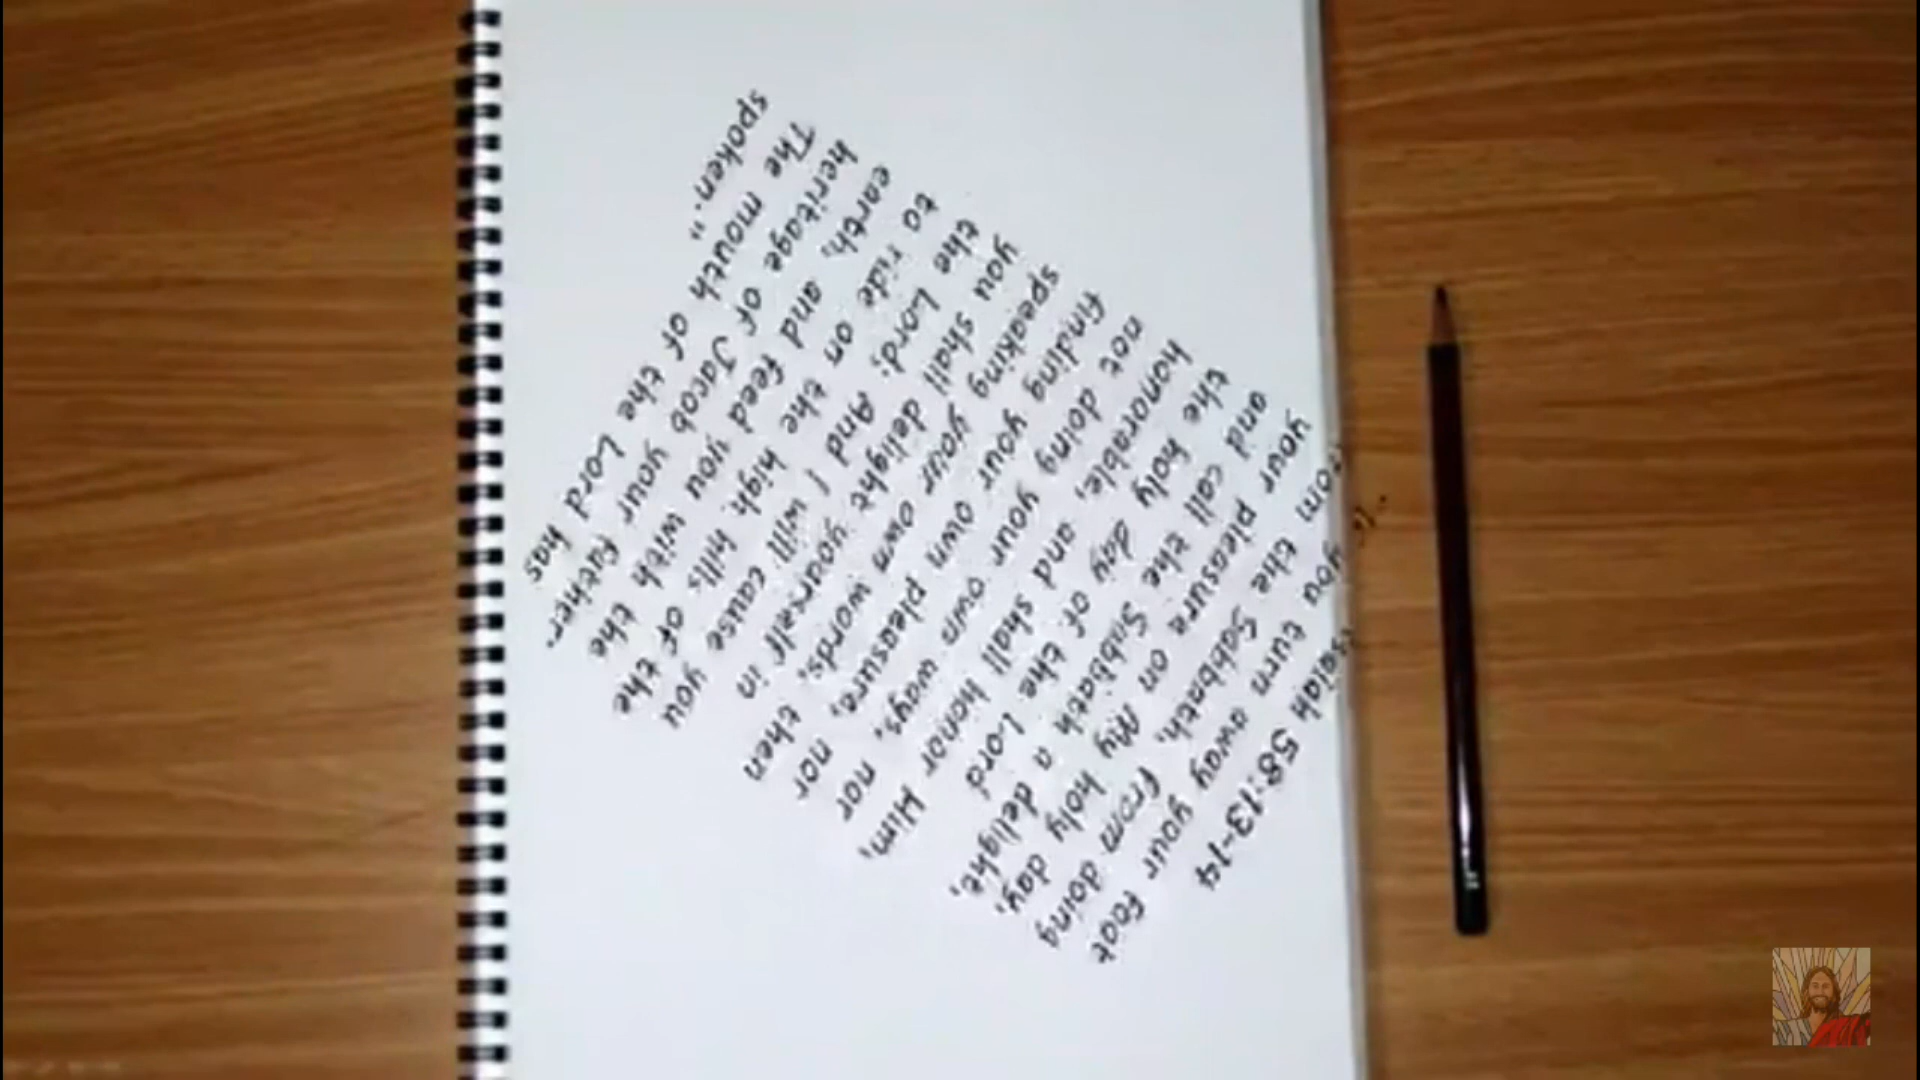 Isaiah 58:13-14
you turn away your foot
from the Sabbath, from doing
your pleasure on My holy day,
and call the Sabbath a delight,
the holy day of the Lord
honorable, and shall honor Him,
not doing your own ways, nor
finding your own pleasure, nor
speaking your own words, then
you shall delight yourself in
the Lord; And I will cause you
to ride on the high hills of the
earth, and feed you with the
heritage of Jacob your father.
The mouth of the Lord has
spoken."